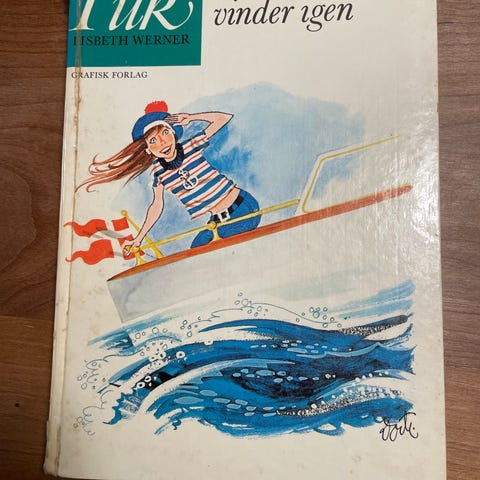 Puk
vinder igen
LISBETH WERNER
GRAFISK FORLAG